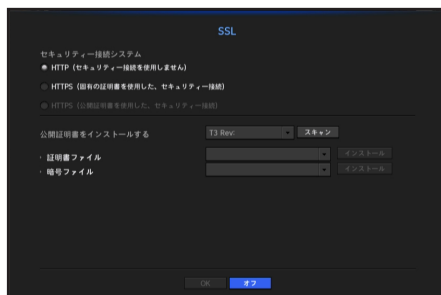 SSL
セキュリティー接続システム
HTTP (セキュリティー接続を使用しません)
HTTPS (固有の証明書を使用した、セキュリティー接続)
HTTPS (公開証明書を使用した、セキュリティー接続)
公開証明書をインストールする T3 Rev: スキャン
証明書ファイル インストール
暗号ファイル インストール
OK オフ